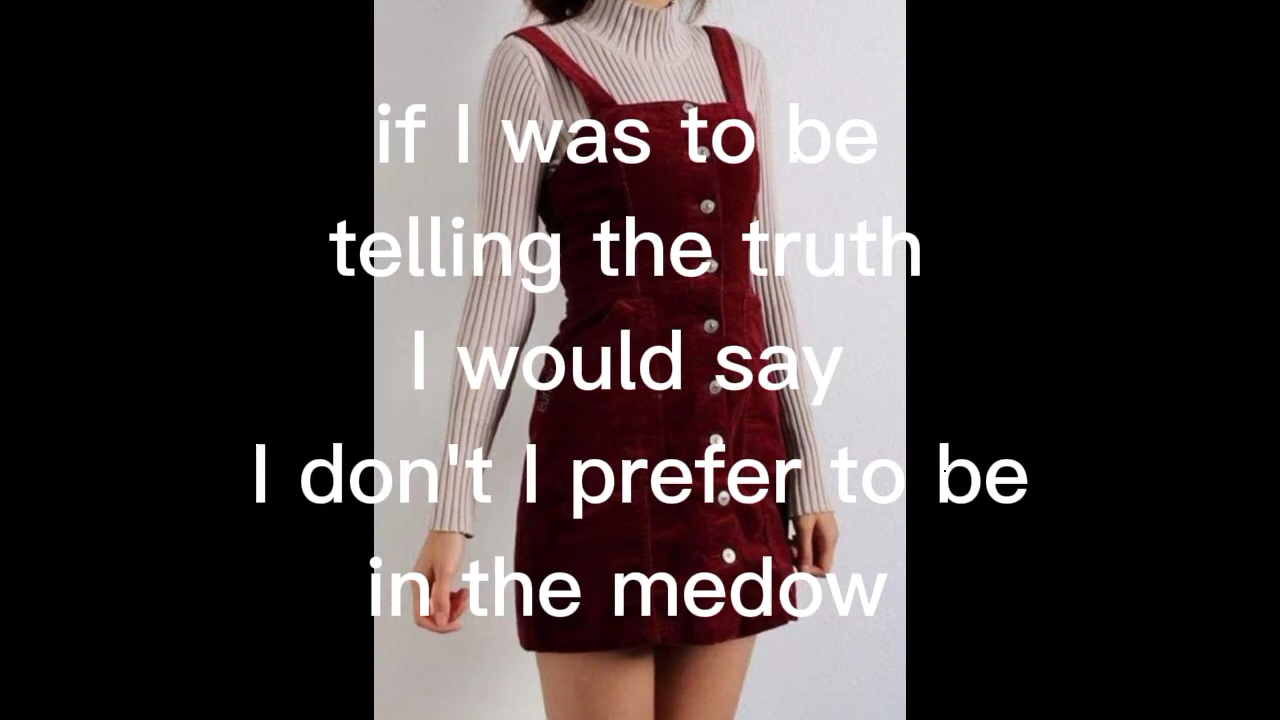 if I was to be
telling the truth
I would say
I don't I prefer to be
in the medow